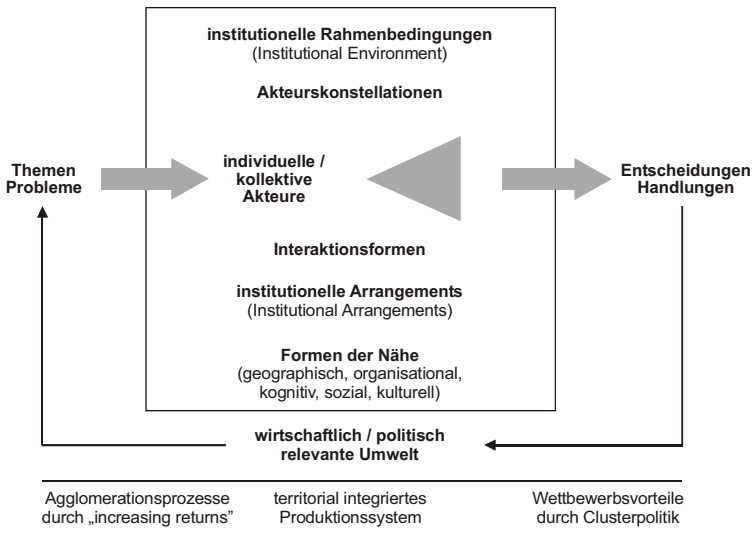 institutionelle Rahmenbedingungen
(Institutional Environment)
Akteurskonstellationen
Themen
Probleme
individuelle /
kollektive
Akteure
Entscheidungen
Handlungen
Interaktionsformen
institutionelle Arrangements
(Institutional Arrangements)
Formen der Nähe
(geographisch, organisational,
kognitiv, sozial, kulturell)
wirtschaftlich / politisch
relevante Umwelt
Agglomerationsprozesse
durch „increasing returns”
territorial integriertes
Produktionssystem
Wettbewerbsvorteile
durch Clusterpolitik